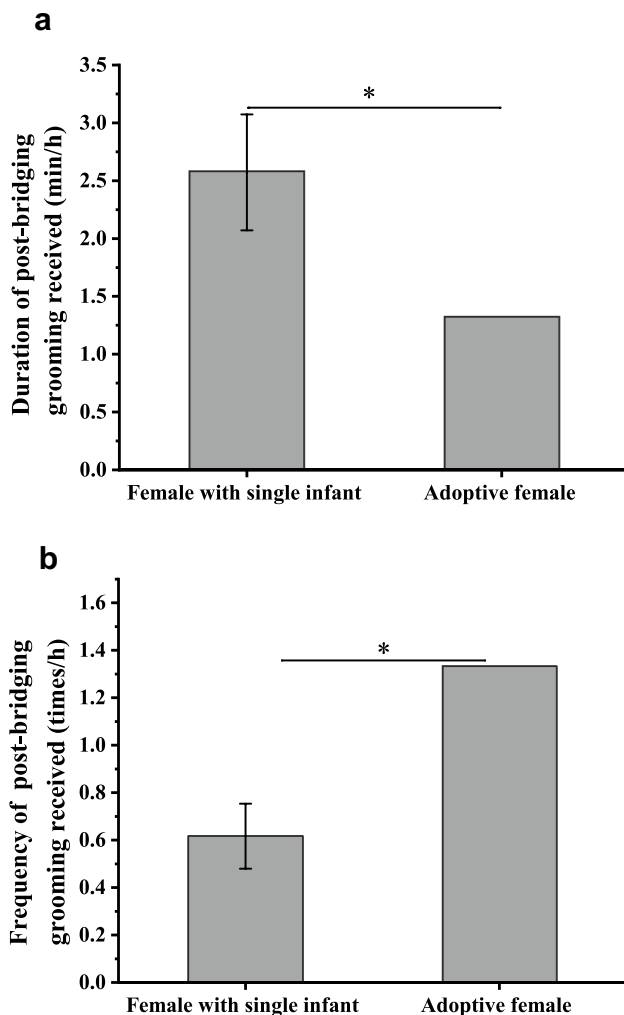 a
Duration of post-bridging
grooming received (min/h)
3.5
3.0
2.5
2.0
1.5
1.0
0.5
0.0
*
Female with single infant
Adoptive female
b
Frequency of post-bridging
grooming received (times/h)
1.6
1.4
1.2
1.0
0.8
0.6
0.4
0.2
0.0
*
Female with single infant
Adoptive female